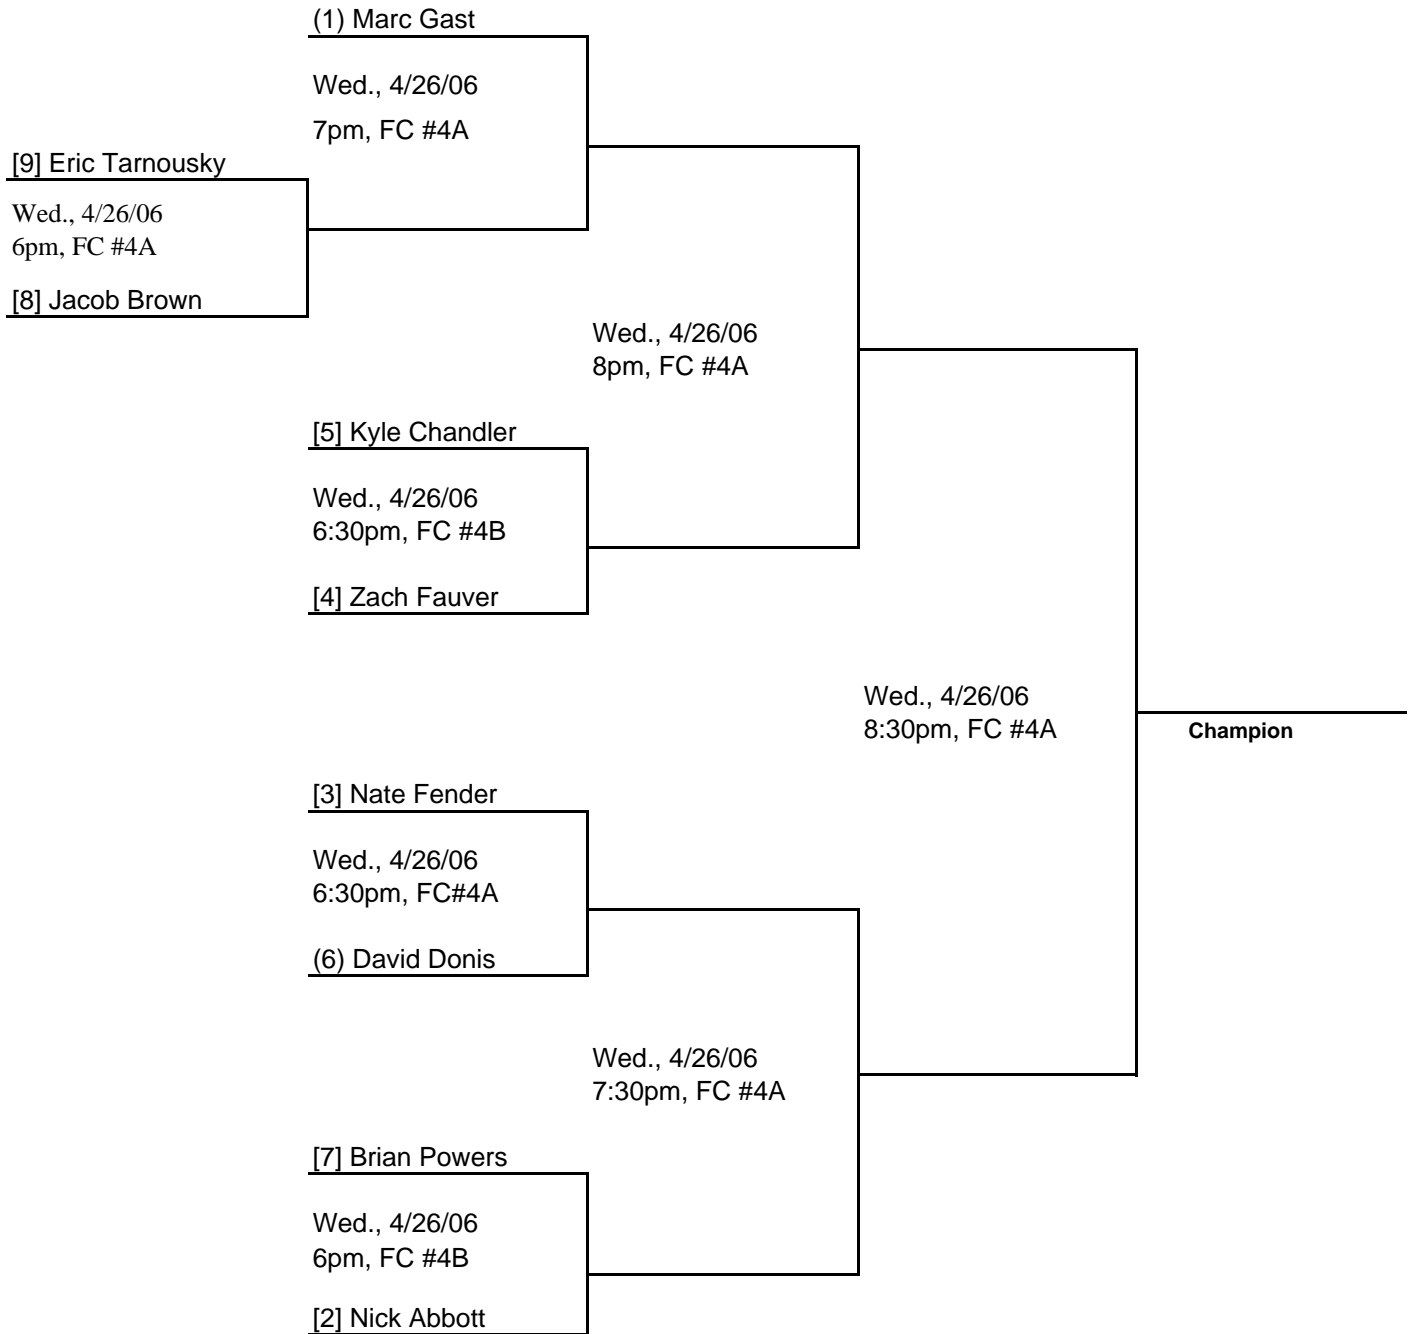 (1) Marc Gast
Wed., 4/26/06
7pm, FC #4A
[9] Eric Tarnousky
Wed., 4/26/06
6pm, FC #4A
[8] Jacob Brown
Wed., 4/26/06
8pm, FC #4A
[5] Kyle Chandler
Wed., 4/26/06
6:30pm, FC #4B
[4] Zach Fauver
Wed., 4/26/06
8:30pm, FC #4A
Champion
[3] Nate Fender
Wed., 4/26/06
6:30pm, FC#4A
(6) David Donis
Wed., 4/26/06
7:30pm, FC #4A
[7] Brian Powers
Wed., 4/26/06
6pm, FC #4B
[2] Nick Abbott